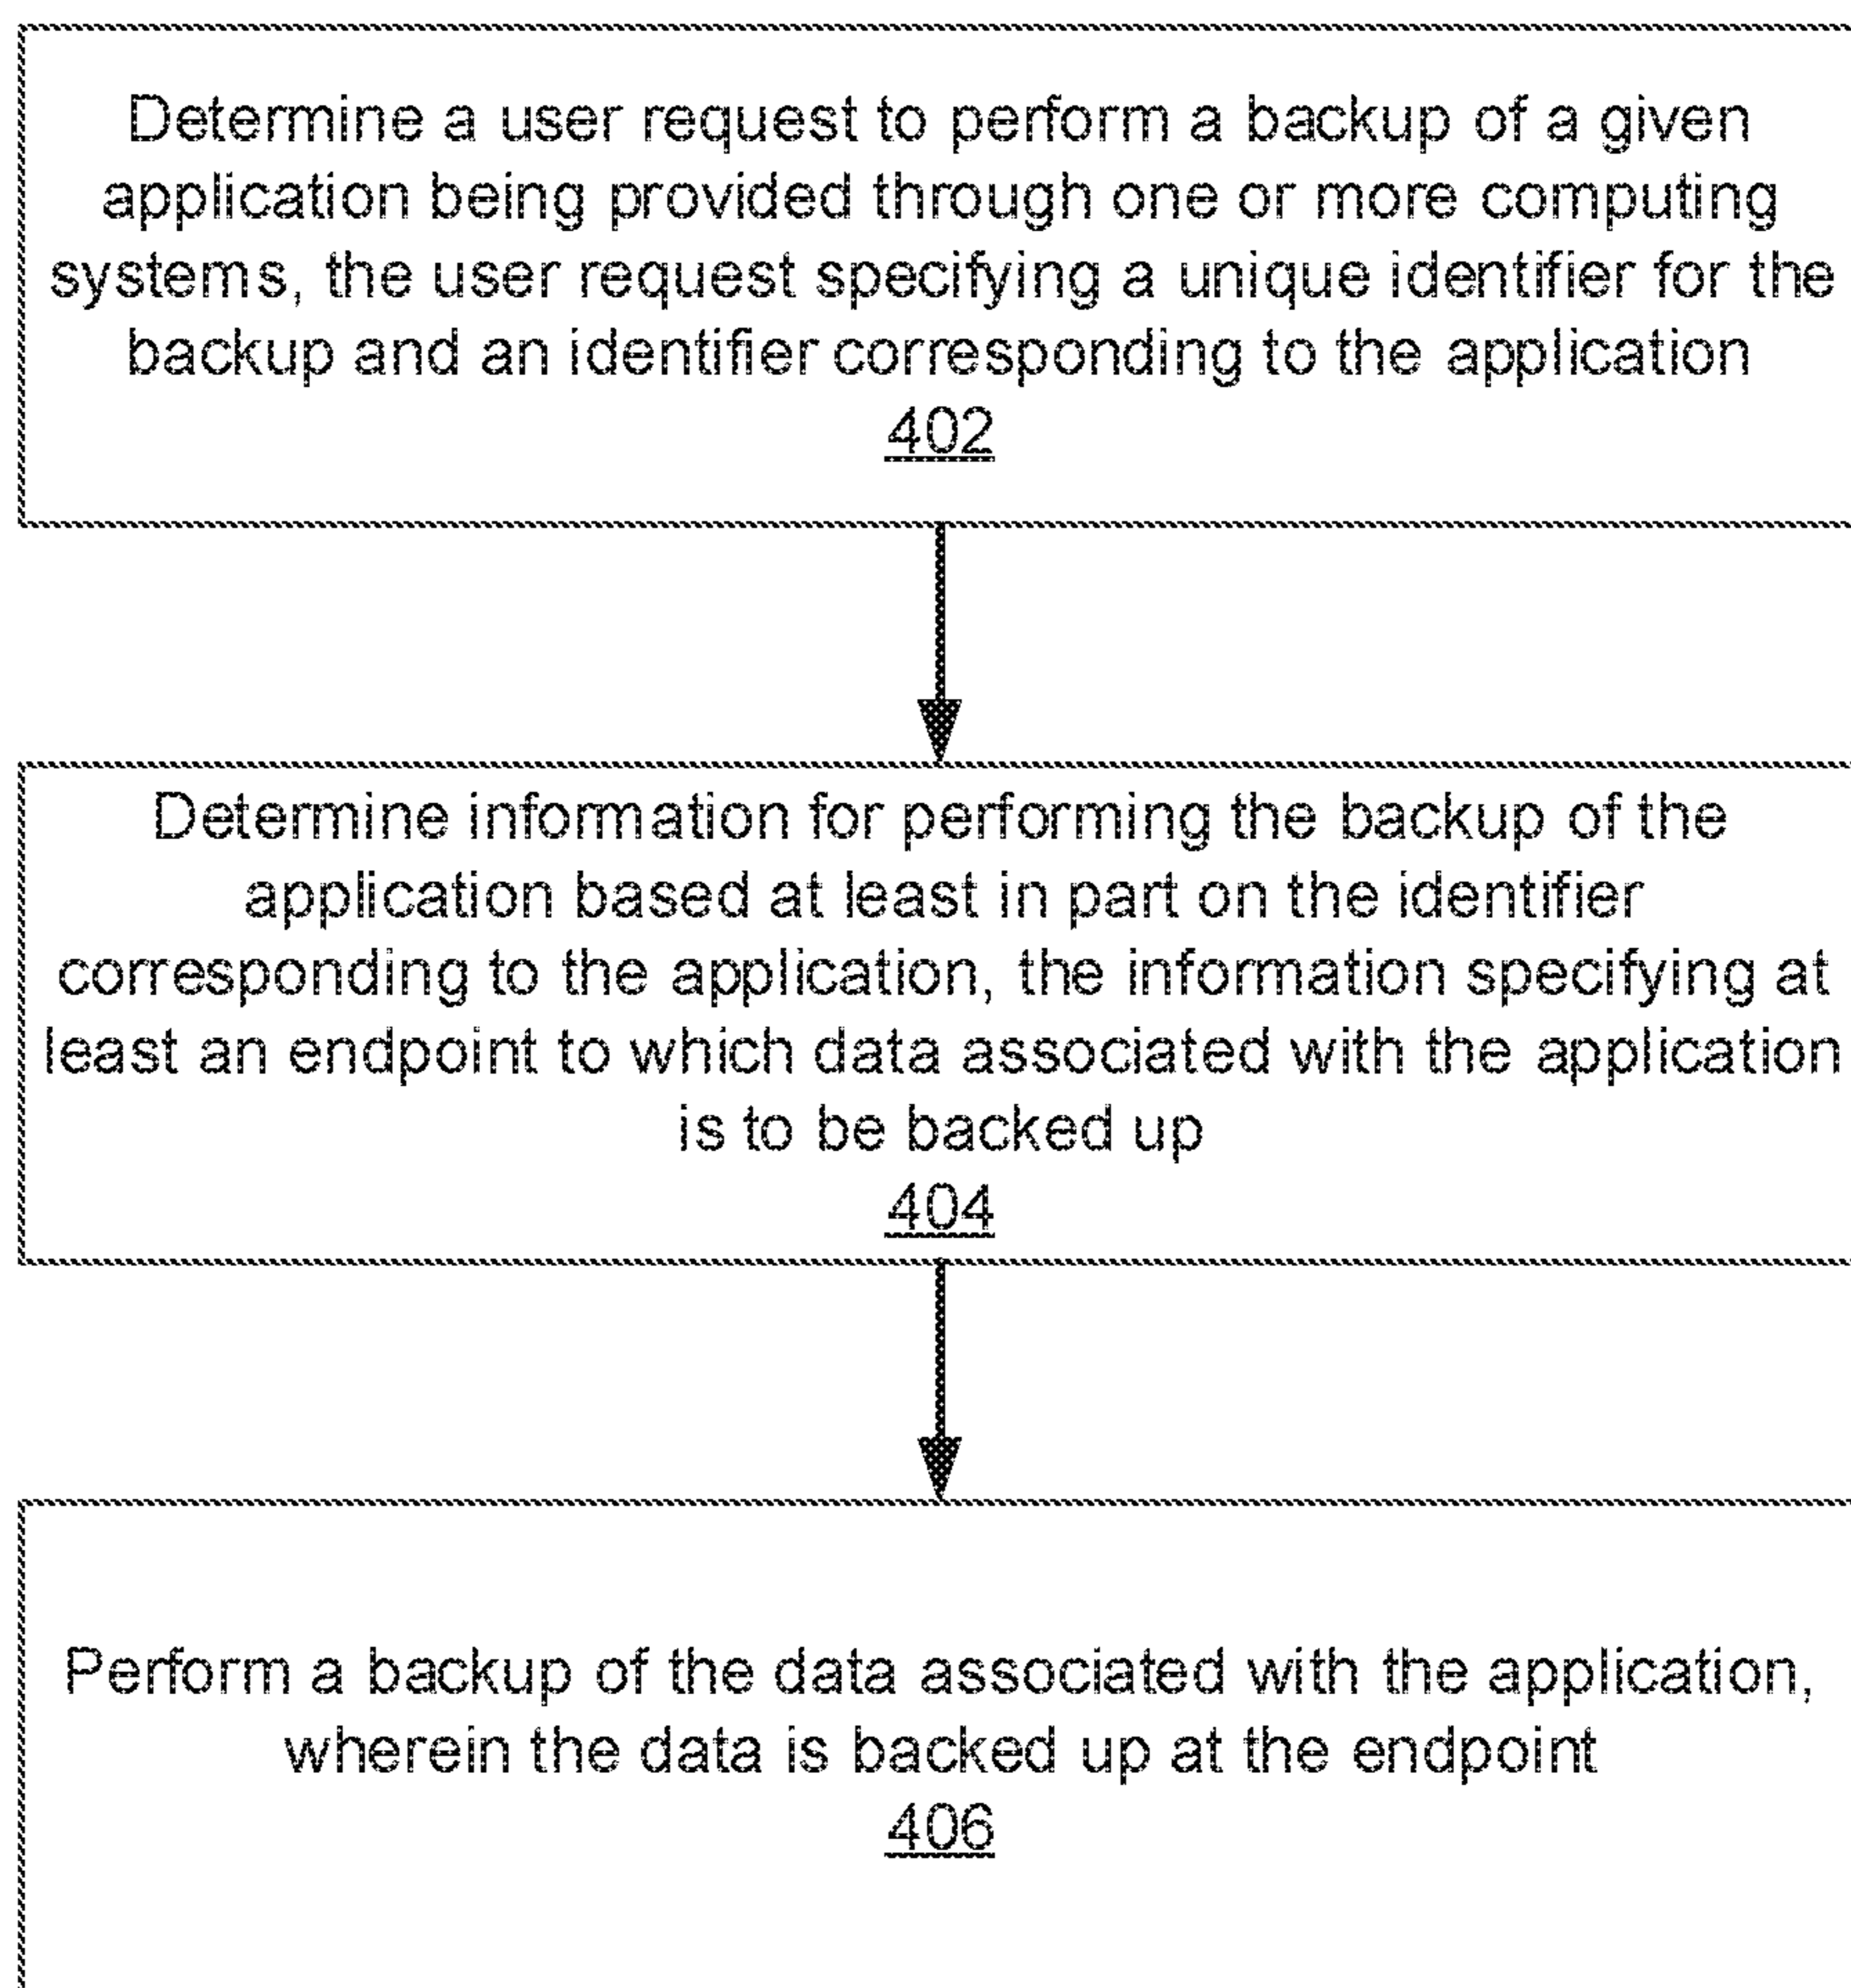 Determine a user request to perform a backup of a given
application being provided through one or more computing
systems, the user request specifying a unique identifier for the
backup and an identifier corresponding to the application
402
Determine information for performing the backup of the
application based at least in part on the identifier
corresponding to the application, the information specifying at
least an endpoint to which data associated with the application
is to be backed up
404
Perform a backup of the data associated with the application,
wherein the data is backed up at the endpoint
406